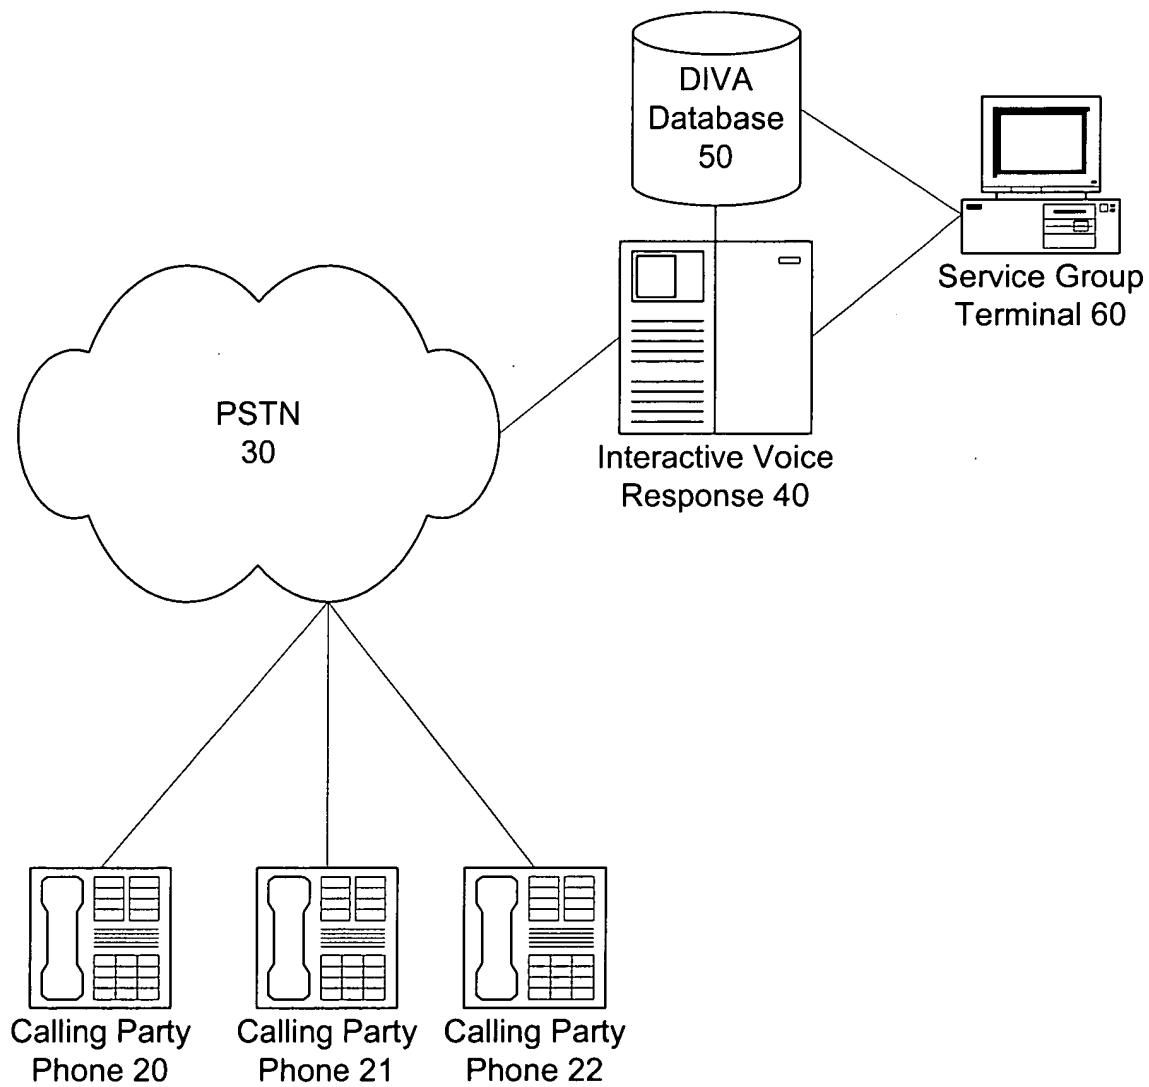 DIVA
Database
50
Service Group
Terminal 60
PSTN
30
Interactive Voice
Response 40
Calling Party
Phone 20
Calling Party
Phone 21
Calling Party
Phone 22